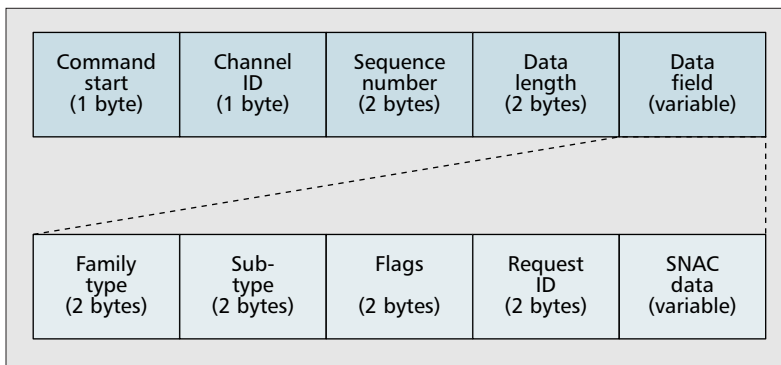 Command
start
(1 byte)
Channel
ID
(1 byte)
Sequence
number
(2 bytes)
Data
length
(2 bytes)
Data
field
(variable)
Family
type
(2 bytes)
Sub-
type
(2 bytes)
Flags
(2 bytes)
Request
ID
(2 bytes)
SNAC
data
(variable)